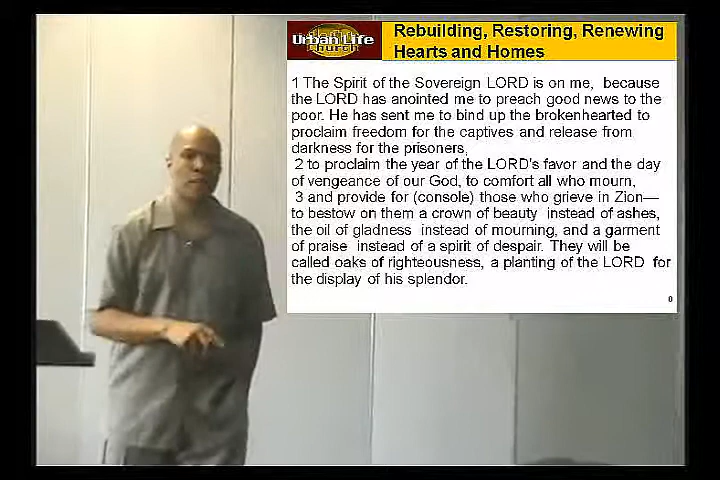 Urban Life
Church
Rebuilding, Restoring, Renewing
Hearts and Homes
1 The Spirit of the Sovereign LORD is on me, because
the LORD has anointed me to preach good news to the
poor. He has sent me to bind up the brokenhearted to
proclaim freedom for the captives and release from
darkness for the prisoners,
2 to proclaim the year of the LORD's favor and the day
of vengeance of our God, to comfort all who mourn,
3 and provide for (console) those who grieve in Zion—
to bestow on them a crown of beauty instead of ashes,
the oil of gladness instead of mourning, and a garment
of praise instead of a spirit of despair. They will be
called oaks of righteousness, a planting of the LORD for
the display of his splendor.